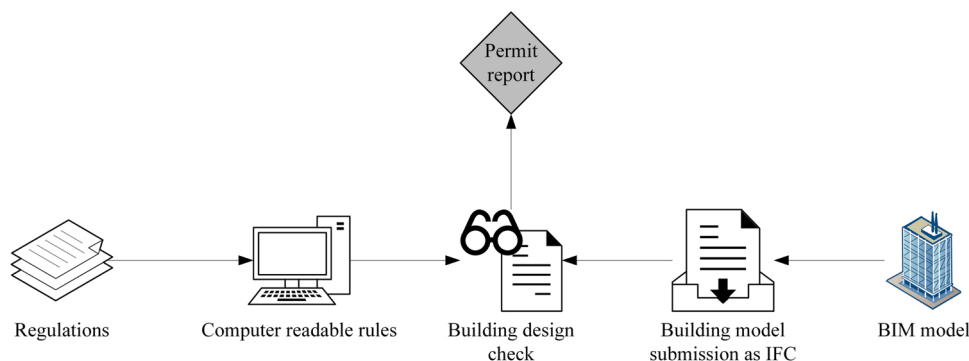 Permit
report
Regulations
Computer readable rules
Building design
check
Building model
submission as IFC
BIM model